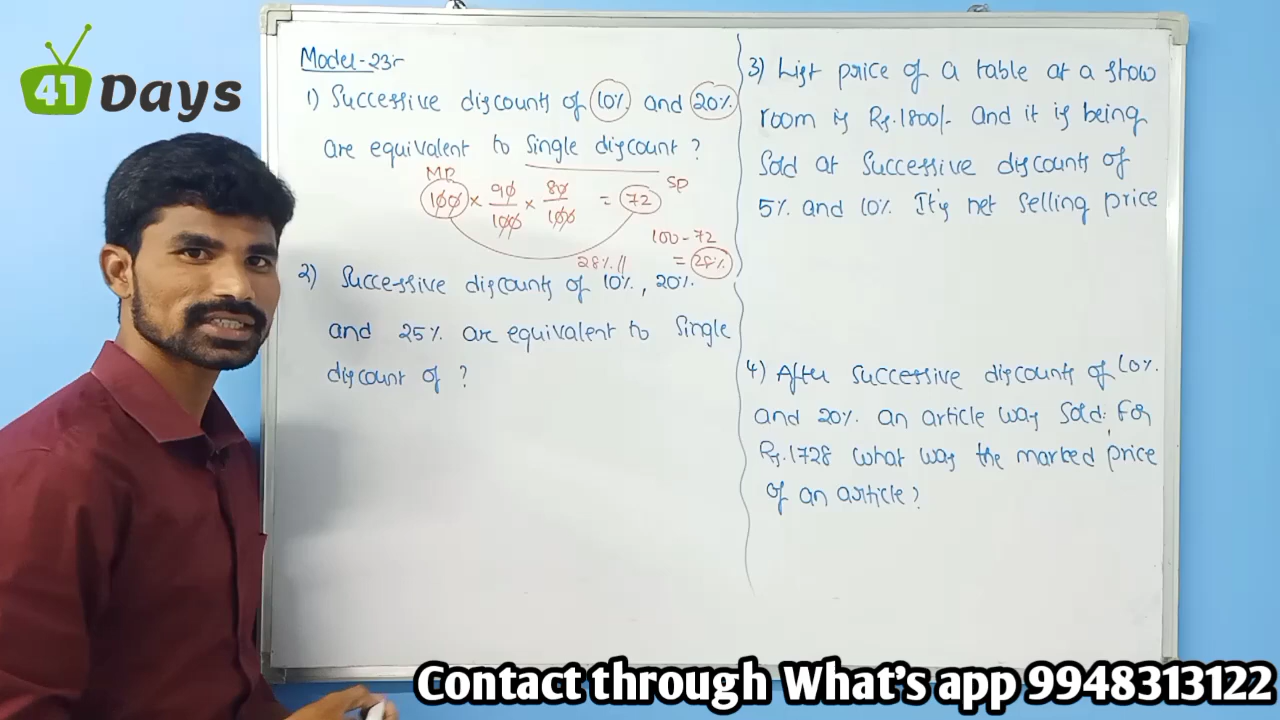 41 Days
Model-23:-
1) Successive discounts of 10% and 20%
are equivalent to single discount ?
MP
100 × 90/100 × 80/100 = 72 SP
100-72
= 28%
28% //
2) Successive discounts of 10%, 20%
and 25% are equivalent to single
discount of ?
3) List price of a table at a show
room is Rs.1800/- and it is being
sold at successive discounts of
5% and 10% It's net selling price
4) After successive discounts of 10%
and 20% an article was sold. For
Rs.1728 what was the marked price
of an article?
Contact through What's app 9948313122